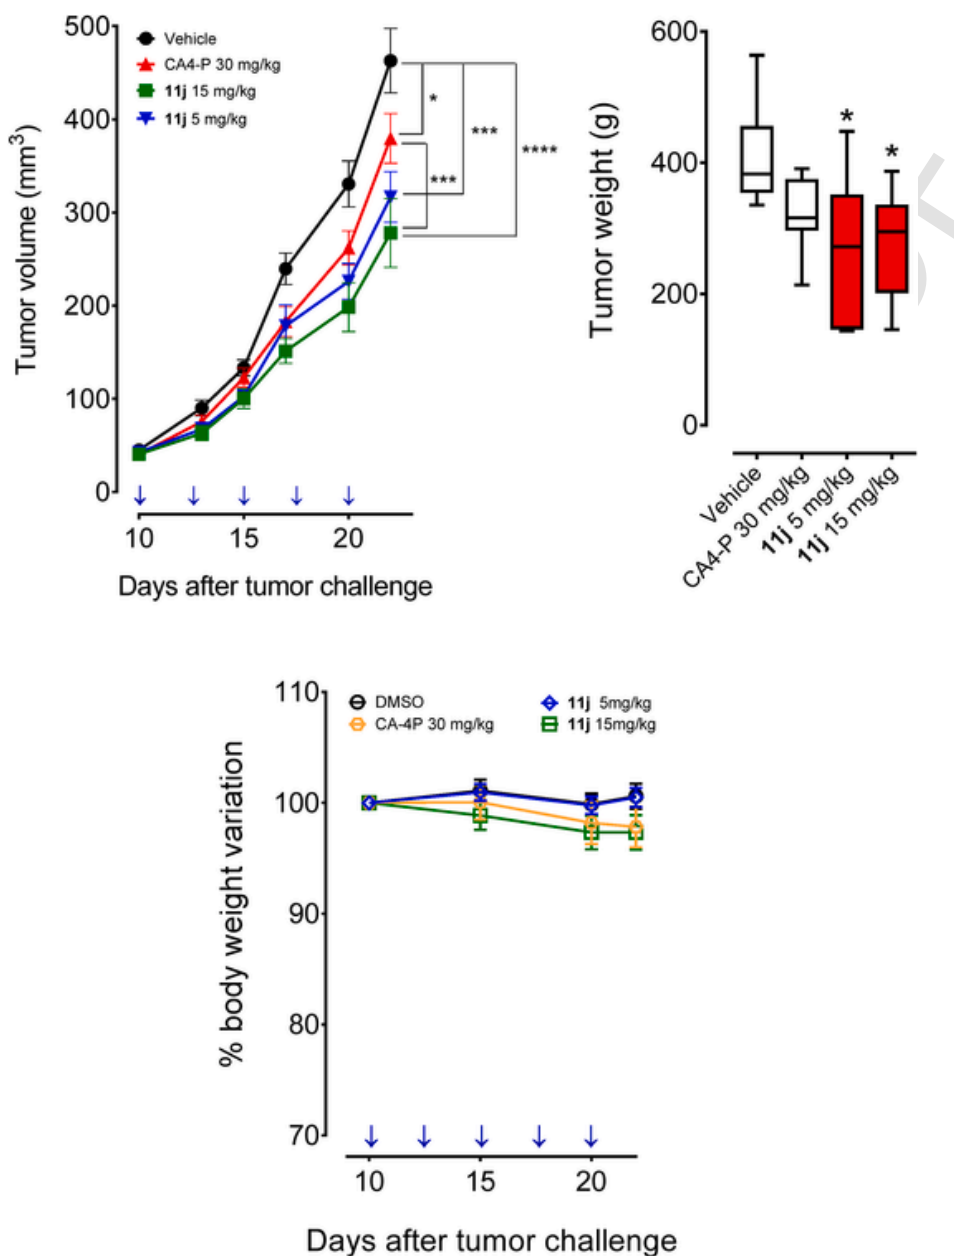 500
400
300
200
100
0
Tumor volume (mm³)
Vehicle
CA4-P 30 mg/kg
11j 15 mg/kg
11j 5 mg/kg
*
***
****
***
↓ ↓ ↓ ↓ ↓
10 15 20
Days after tumor challenge
600
400
200
0
Tumor weight (g)
*
*
Vehicle
CA4-P 30 mg/kg
11j 5 mg/kg
11j 15 mg/kg
110
100
90
80
70
% body weight variation
DMSO
CA-4P 30 mg/kg
11j 5mg/kg
11j 15mg/kg
↓ ↓ ↓ ↓ ↓
10 15 20
Days after tumor challenge